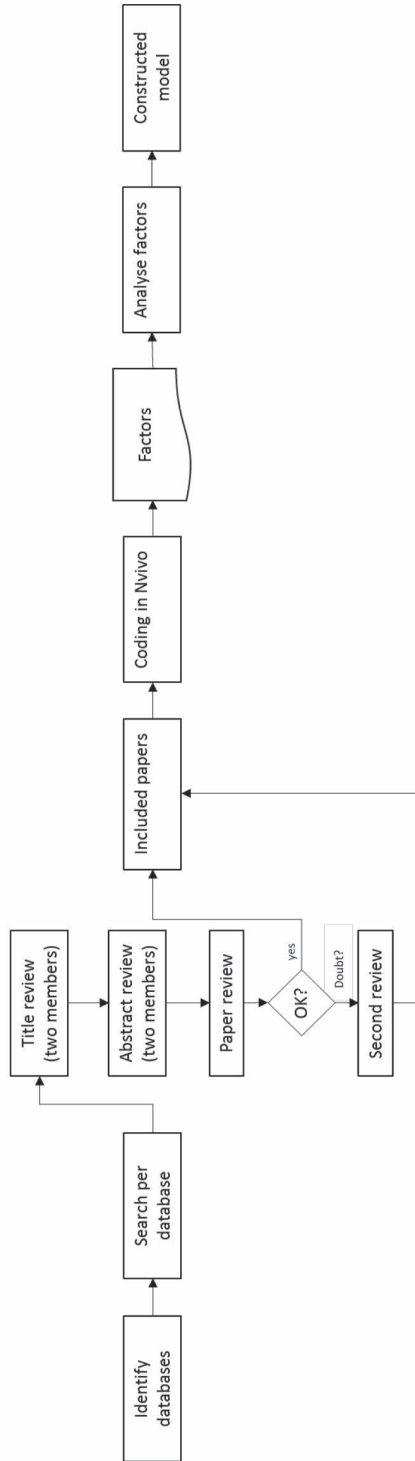 Identify
databases
Search per
database
Title review
(two members)
Abstract review
(two members)
Paper review
OK?
yes
Doubt?
Second review
Included papers
Coding in Nvivo
Factors
Analyse factors
Constructed
model